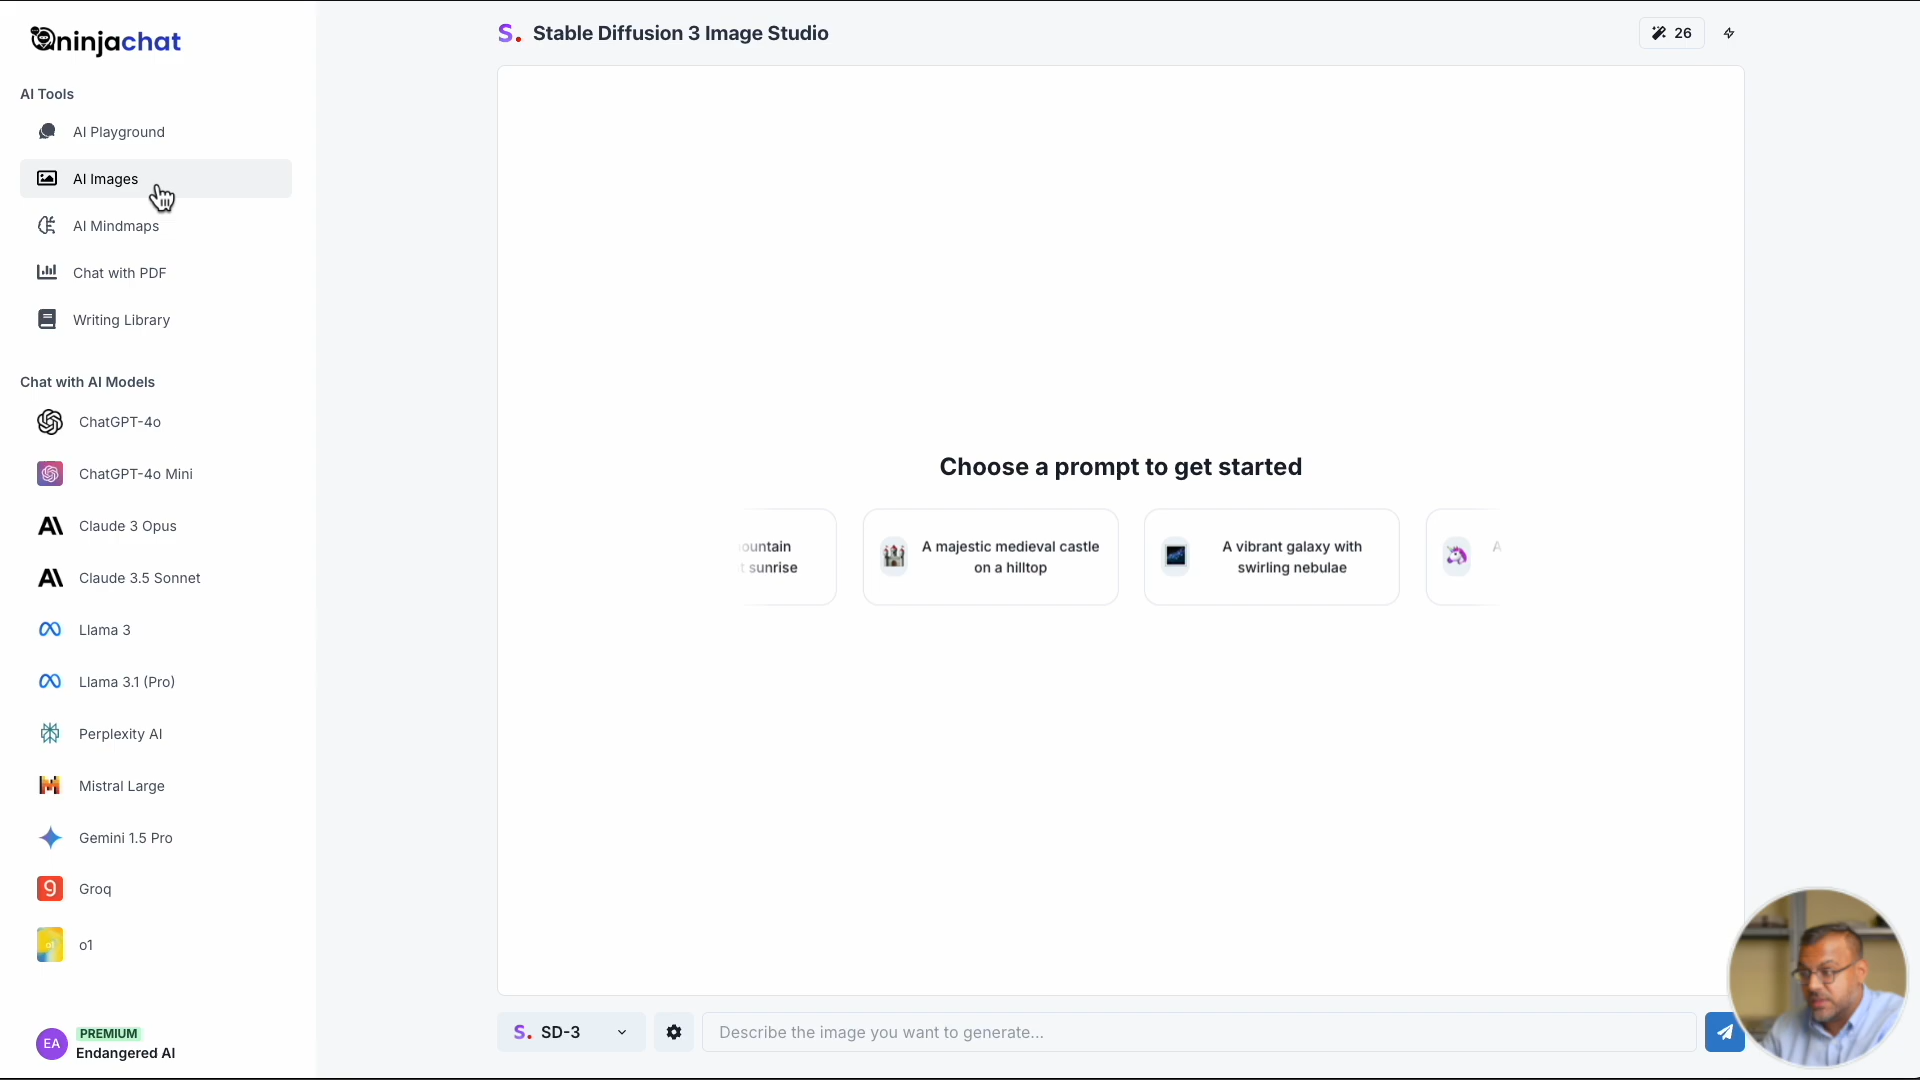 ninjachat
S. Stable Diffusion 3 Image Studio
26
AI Tools
AI Playground
AI Images
AI Mindmaps
Chat with PDF
Writing Library
Chat with AI Models
ChatGPT-4o
ChatGPT-4o Mini
Claude 3 Opus
Claude 3.5 Sonnet
Llama 3
Llama 3.1 (Pro)
Perplexity AI
Mistral Large
Gemini 1.5 Pro
Groq
o1
PREMIUM
EA
Endangered AI
Choose a prompt to get started
sunrise
A majestic medieval castle
on a hilltop
A vibrant galaxy with
swirling nebulae
A
S. SD-3
Describe the image you want to generate...